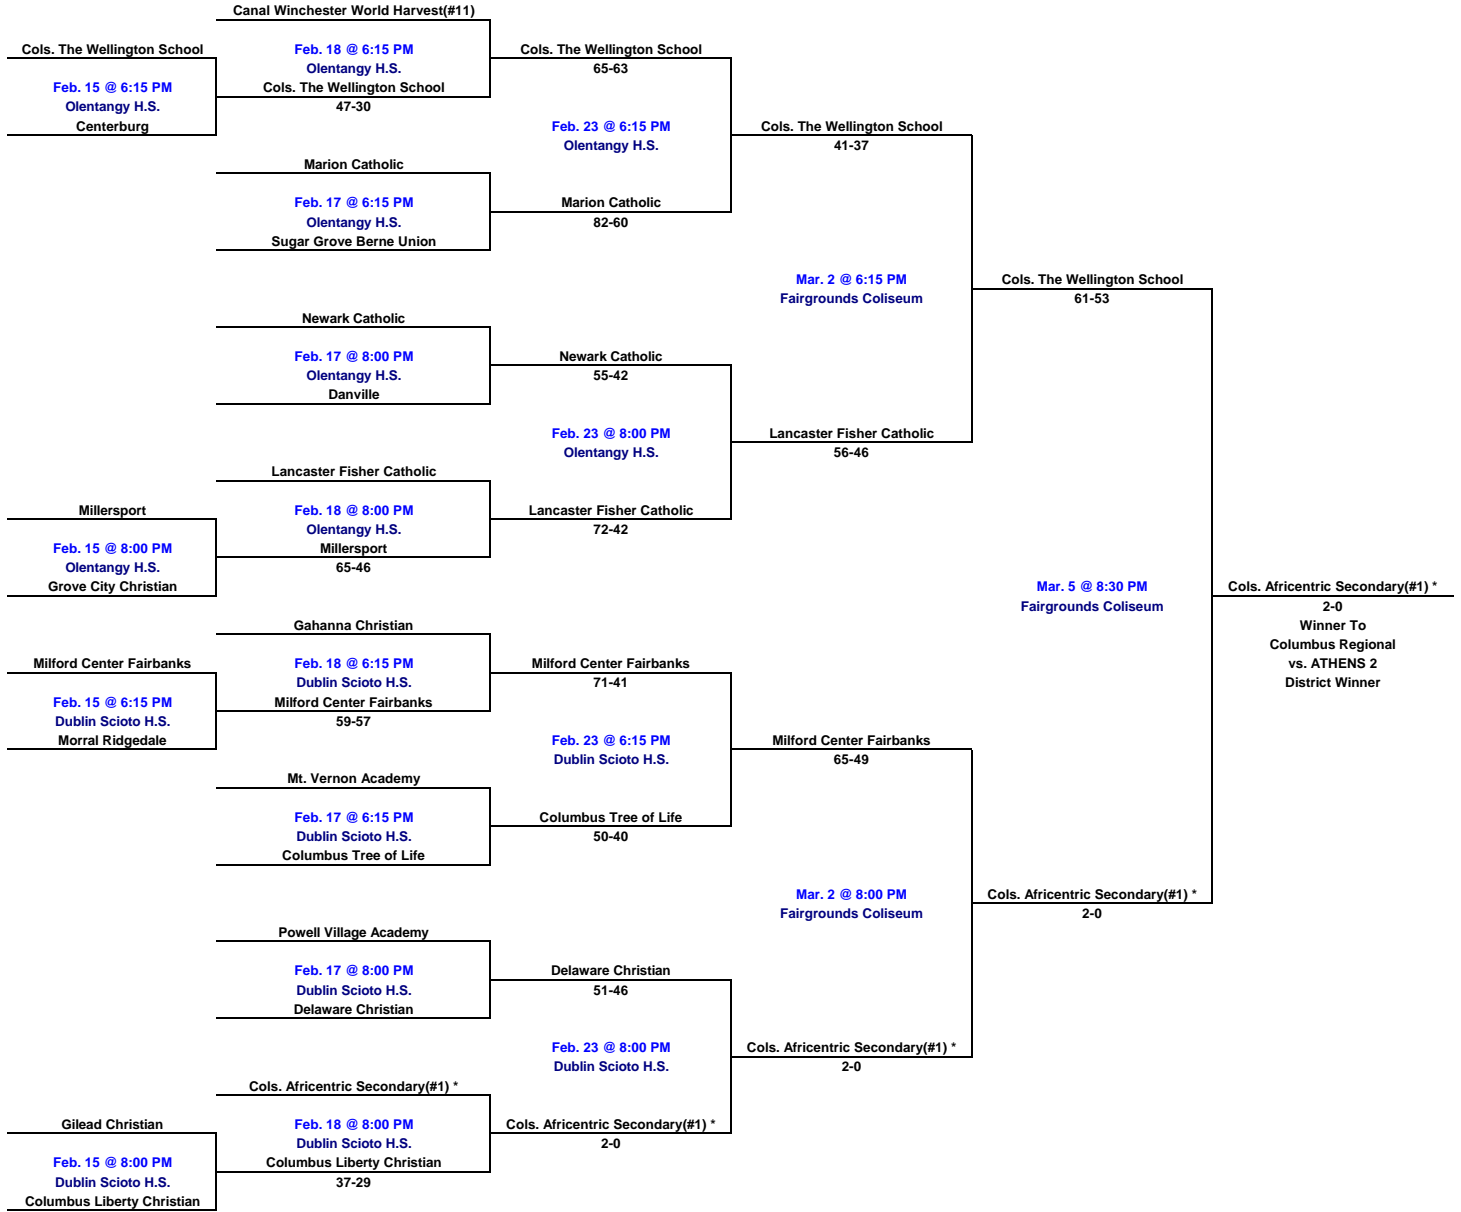 Canal Winchester World Harvest(#11)
Cols. The Wellington School
Feb. 18 @ 6:15 PM
Cols. The Wellington School
Olentangy H.S.
65-63
Feb. 15 @ 6:15 PM
Cols. The Wellington School
Olentangy H.S.
47-30
Centerburg
Feb. 23 @ 6:15 PM
Cols. The Wellington School
Olentangy H.S.
41-37
Marion Catholic
Feb. 17 @ 6:15 PM
Marion Catholic
Olentangy H.S.
82-60
Sugar Grove Berne Union
Mar. 2 @ 6:15 PM
Cols. The Wellington School
Fairgrounds Coliseum
61-53
Newark Catholic
Feb. 17 @ 8:00 PM
Newark Catholic
Olentangy H.S.
55-42
Danville
Feb. 23 @ 8:00 PM
Lancaster Fisher Catholic
Olentangy H.S.
56-46
Lancaster Fisher Catholic
Millersport
Feb. 18 @ 8:00 PM
Lancaster Fisher Catholic
Olentangy H.S.
72-42
Feb. 15 @ 8:00 PM
Millersport
Olentangy H.S.
65-46
Grove City Christian
Mar. 5 @ 8:30 PM
Cols. Africentric Secondary(#1) *
Fairgrounds Coliseum
2-0
Winner To
Columbus Regional
vs. ATHENS 2
District Winner
Gahanna Christian
Milford Center Fairbanks
Feb. 18 @ 6:15 PM
Milford Center Fairbanks
Dublin Scioto H.S.
71-41
Feb. 15 @ 6:15 PM
Milford Center Fairbanks
Dublin Scioto H.S.
59-57
Morral Ridgedale
Feb. 23 @ 6:15 PM
Milford Center Fairbanks
Dublin Scioto H.S.
65-49
Mt. Vernon Academy
Feb. 17 @ 6:15 PM
Columbus Tree of Life
Dublin Scioto H.S.
50-40
Columbus Tree of Life
Mar. 2 @ 8:00 PM
Cols. Africentric Secondary(#1) *
Fairgrounds Coliseum
2-0
Powell Village Academy
Feb. 17 @ 8:00 PM
Delaware Christian
Dublin Scioto H.S.
51-46
Delaware Christian
Feb. 23 @ 8:00 PM
Cols. Africentric Secondary(#1) *
Dublin Scioto H.S.
2-0
Cols. Africentric Secondary(#1) *
Gilead Christian
Feb. 18 @ 8:00 PM
Cols. Africentric Secondary(#1) *
Dublin Scioto H.S.
2-0
Feb. 15 @ 8:00 PM
Columbus Liberty Christian
Dublin Scioto H.S.
37-29
Columbus Liberty Christian